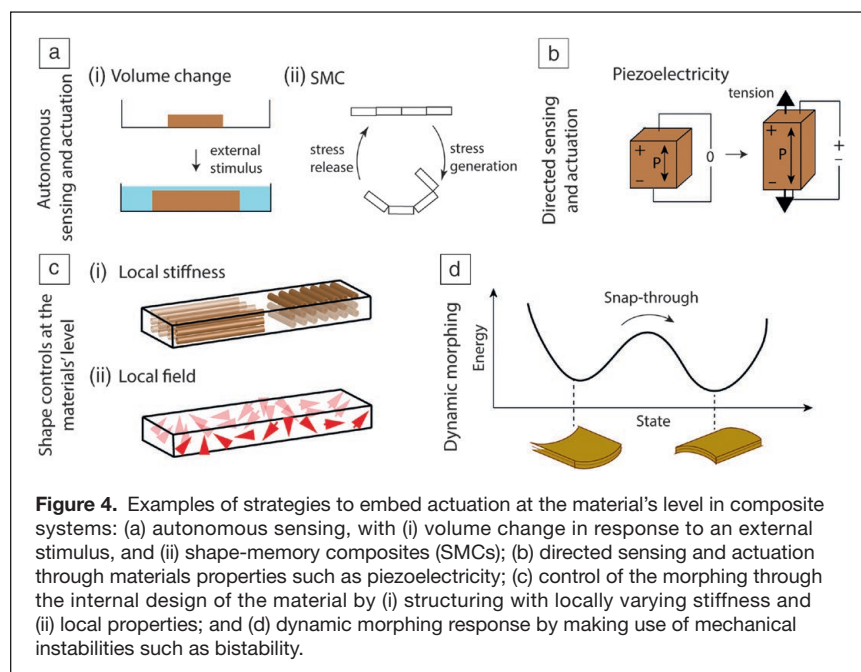 a
Autonomous
sensing and actuation
(i) Volume change
external
stimulus
(ii) SMC
stress
release
stress
generation
b
Directed sensing
and actuation
Piezoelectricity
tension
+
P
−
0
+
P
−
+
−
c
Shape controls at the
materials' level
(i) Local stiffness
(ii) Local field
d
Dynamic morphing
Energy
Snap-through
State
Figure 4. Examples of strategies to embed actuation at the material's level in composite
systems: (a) autonomous sensing, with (i) volume change in response to an external
stimulus, and (ii) shape-memory composites (SMCs); (b) directed sensing and actuation
through materials properties such as piezoelectricity; (c) control of the morphing through
the internal design of the material by (i) structuring with locally varying stiffness and
(ii) local properties; and (d) dynamic morphing response by making use of mechanical
instabilities such as bistability.